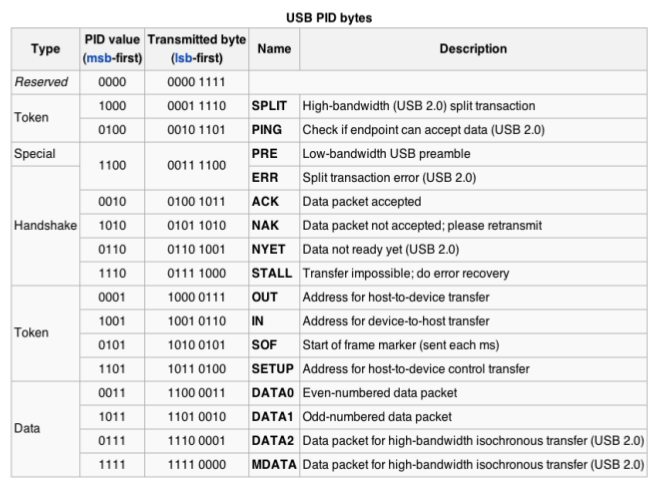 USB PID bytes
Type PID value (msb-first) Transmitted byte (lsb-first) Name Description
Reserved 0000 0000 1111
Token 1000 0001 1110 SPLIT High-bandwidth (USB 2.0) split transaction
0100 0010 1101 PING Check if endpoint can accept data (USB 2.0)
Special 1100 0011 1100 PRE Low-bandwidth USB preamble
Handshake ERR Split transaction error (USB 2.0)
0010 0100 1011 ACK Data packet accepted
1010 0101 1010 NAK Data packet not accepted; please retransmit
0110 0110 1001 NYET Data not ready yet (USB 2.0)
1110 0111 1000 STALL Transfer impossible; do error recovery
Token 0001 1000 0111 OUT Address for host-to-device transfer
1001 1001 0110 IN Address for device-to-host transfer
0101 1010 0101 SOF Start of frame marker (sent each ms)
1101 1011 0100 SETUP Address for host-to-device control transfer
Data 0011 1100 0011 DATA0 Even-numbered data packet
1011 1101 0010 DATA1 Odd-numbered data packet
0111 1110 0001 DATA2 Data packet for high-bandwidth isochronous transfer (USB 2.0)
1111 1111 0000 MDATA Data packet for high-bandwidth isochronous transfer (USB 2.0)